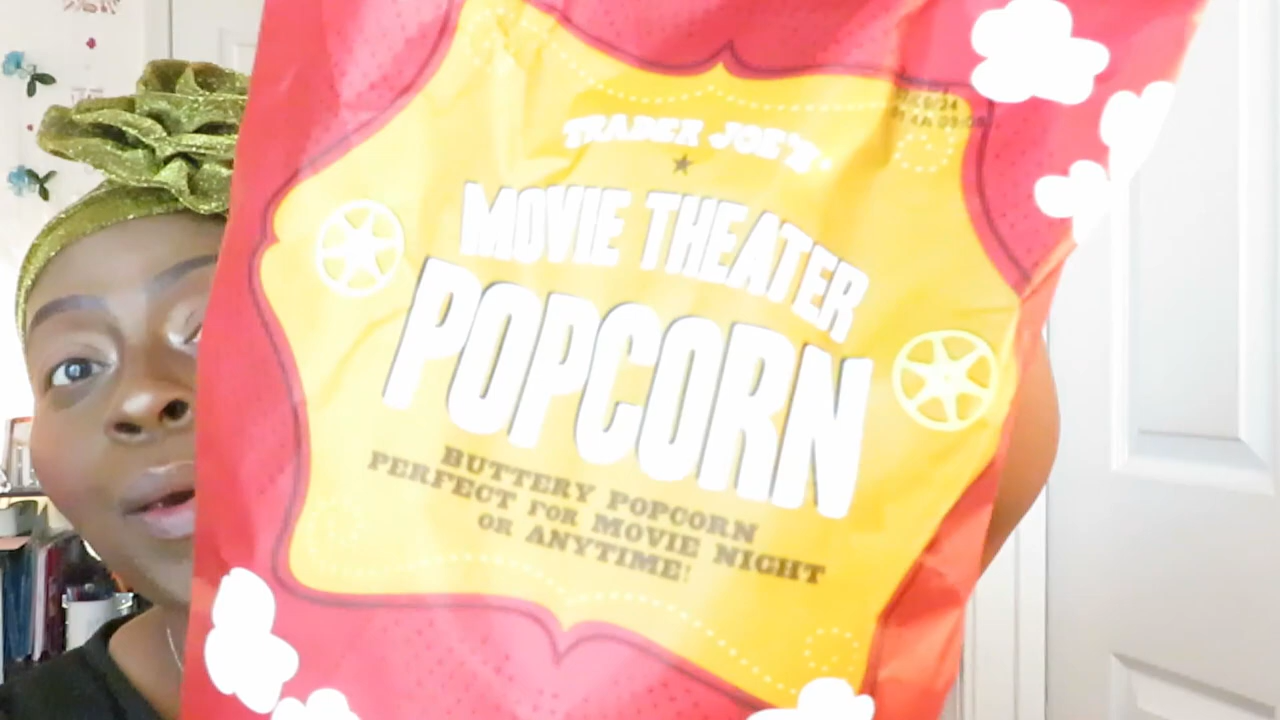 TRADER JOE'S
MOVIE THEATER
POPCORN
BUTTERY POPCORN
PERFECT FOR MOVIE NIGHT
OR ANYTIME!